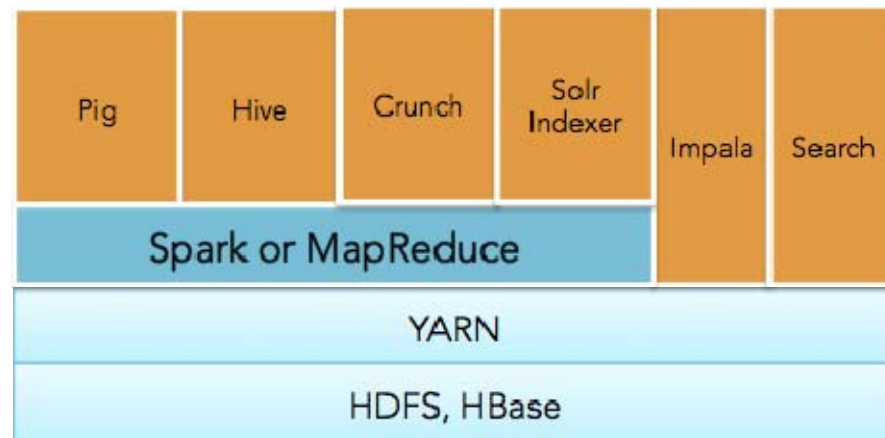 Pig
Hive
Crunch
Solr
Indexer
Impala
Search
Spark or MapReduce
YARN
HDFS, HBase